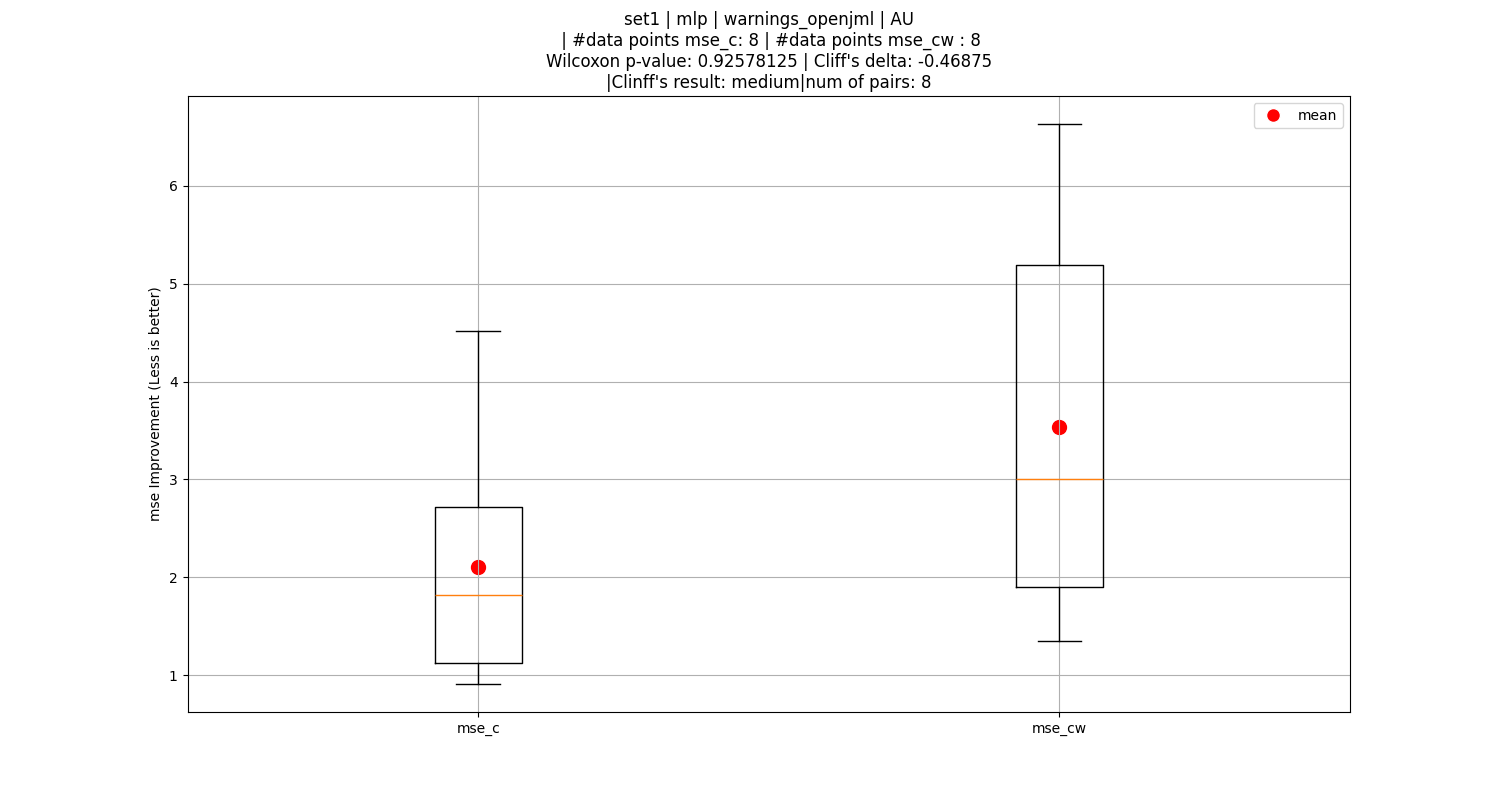 set1 | mlp | warnings_openjml | AU
| #data points mse_c: 8 | #data points mse_cw : 8
Wilcoxon p-value: 0.92578125 | Cliff's delta: -0.46875
|Clinff's result: medium|num of pairs: 8
mean
mse Improvement (Less is better)
6
5
4
3
2
1
mse_c
mse_cw